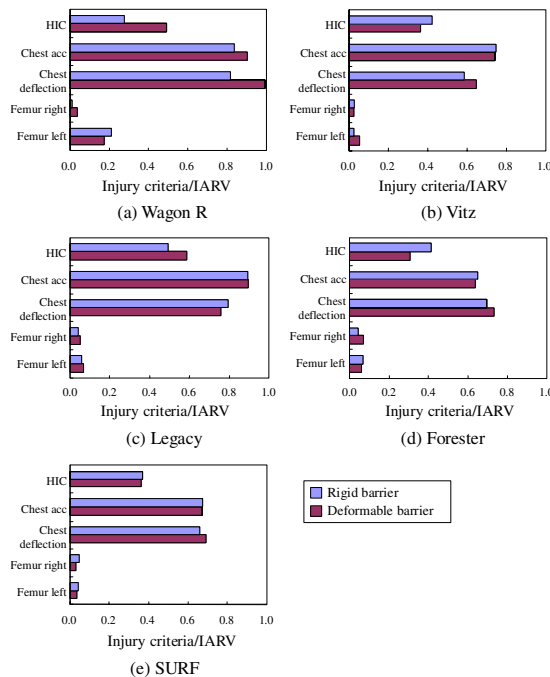 HIC
Chest acc
Chest
deflection
Femur right
Femur left
0.0 0.2 0.4 0.6 0.8 1.0
Injury criteria/IARV
(a) Wagon R
HIC
Chest acc
Chest
deflection
Femur right
Femur left
0.0 0.2 0.4 0.6 0.8 1.0
Injury criteria/IARV
(b) Vitz
HIC
Chest acc
Chest
deflection
Femur right
Femur left
0.0 0.2 0.4 0.6 0.8 1.0
Injury criteria/IARV
(c) Legacy
HIC
Chest acc
Chest
deflection
Femur right
Femur left
0.0 0.2 0.4 0.6 0.8 1.0
Injury criteria/IARV
(d) Forester
HIC
Chest acc
Chest
deflection
Femur right
Femur left
0.0 0.2 0.4 0.6 0.8 1.0
Injury criteria/IARV
(e) SURF
Rigid barrier
Deformable barrier